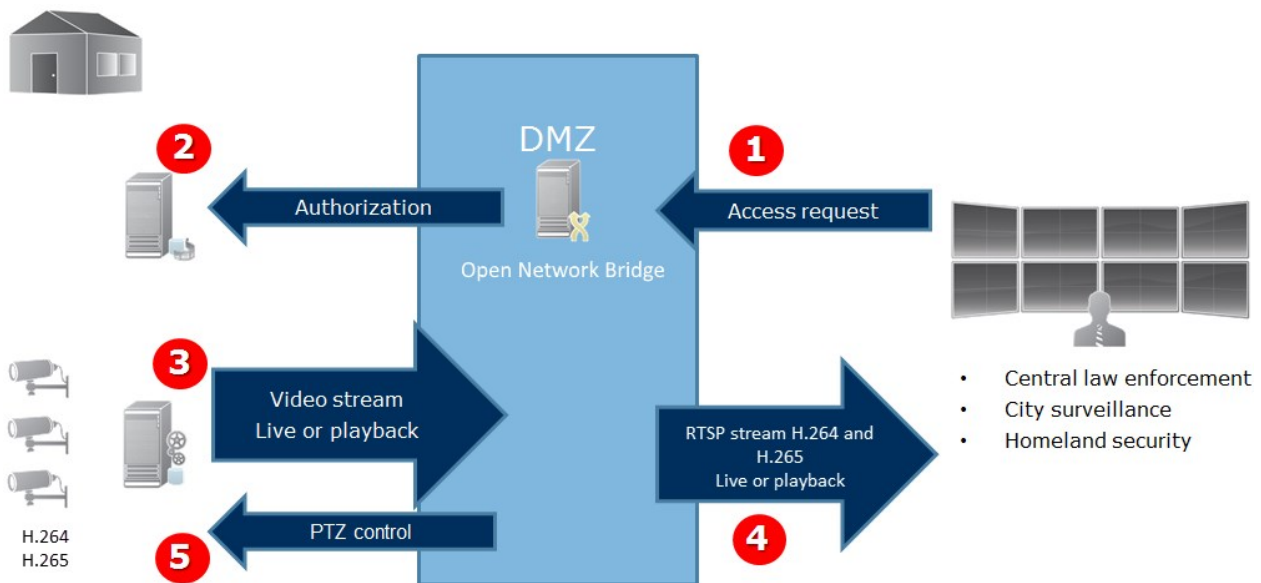 2
DMZ
1
Authorization
Access request
Open Network Bridge
3
Video stream
Live or playback
RTSP stream H.264 and
H.265
Live or playback
• Central law enforcement
• City surveillance
• Homeland security
PTZ control
4
H.264
H.265
5